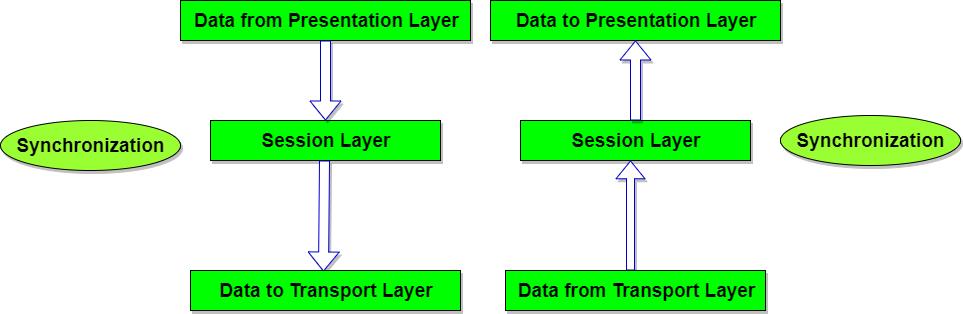 Data from Presentation Layer
Data to Presentation Layer
Synchronization
Session Layer
Session Layer
Synchronization
Data to Transport Layer
Data from Transport Layer